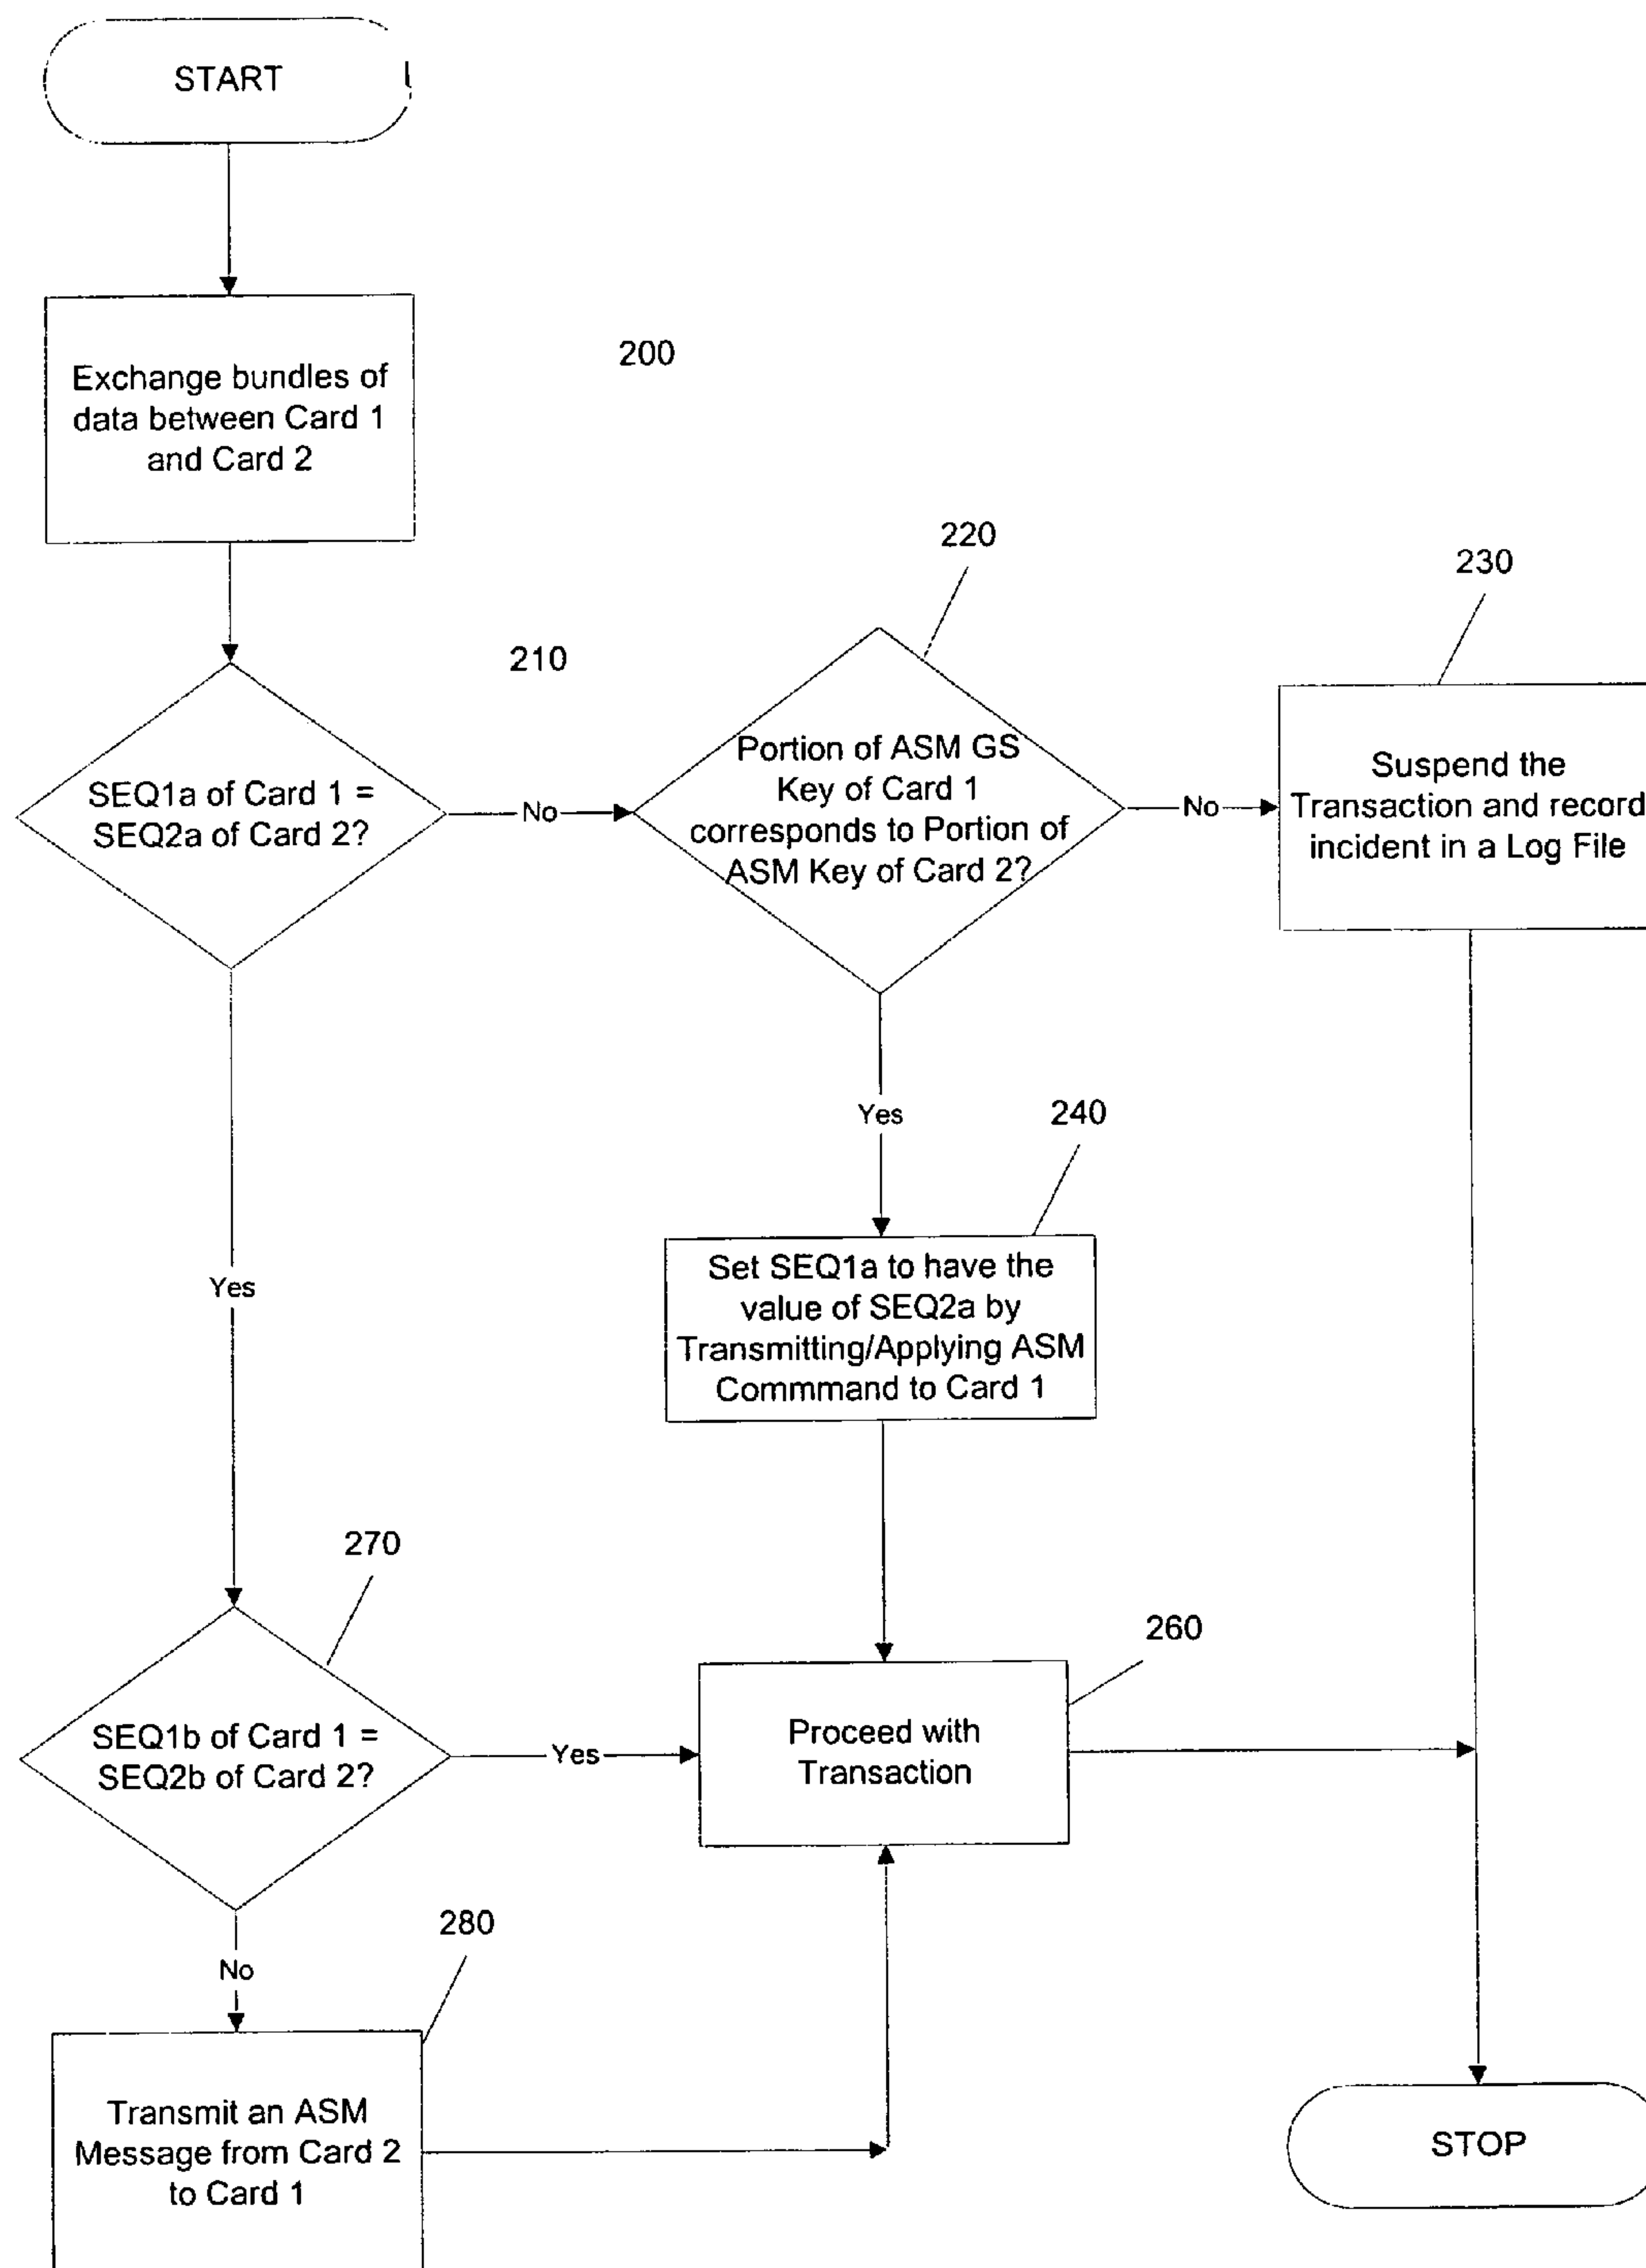 START
Exchange bundles of
data between Card 1
and Card 2
200
SEQ1a of Card 1 =
SEQ2a of Card 2?
210
No
Portion of ASM GS
Key of Card 1
corresponds to Portion of
ASM Key of Card 2?
220
No
Suspend the
Transaction and record
incident in a Log File
230
Yes
Set SEQ1a to have the
value of SEQ2a by
Transmitting/Applying ASM
Commmand to Card 1
240
Yes
SEQ1b of Card 1 =
SEQ2b of Card 2?
270
Yes
Proceed with
Transaction
260
No
Transmit an ASM
Message from Card 2
to Card 1
280
STOP